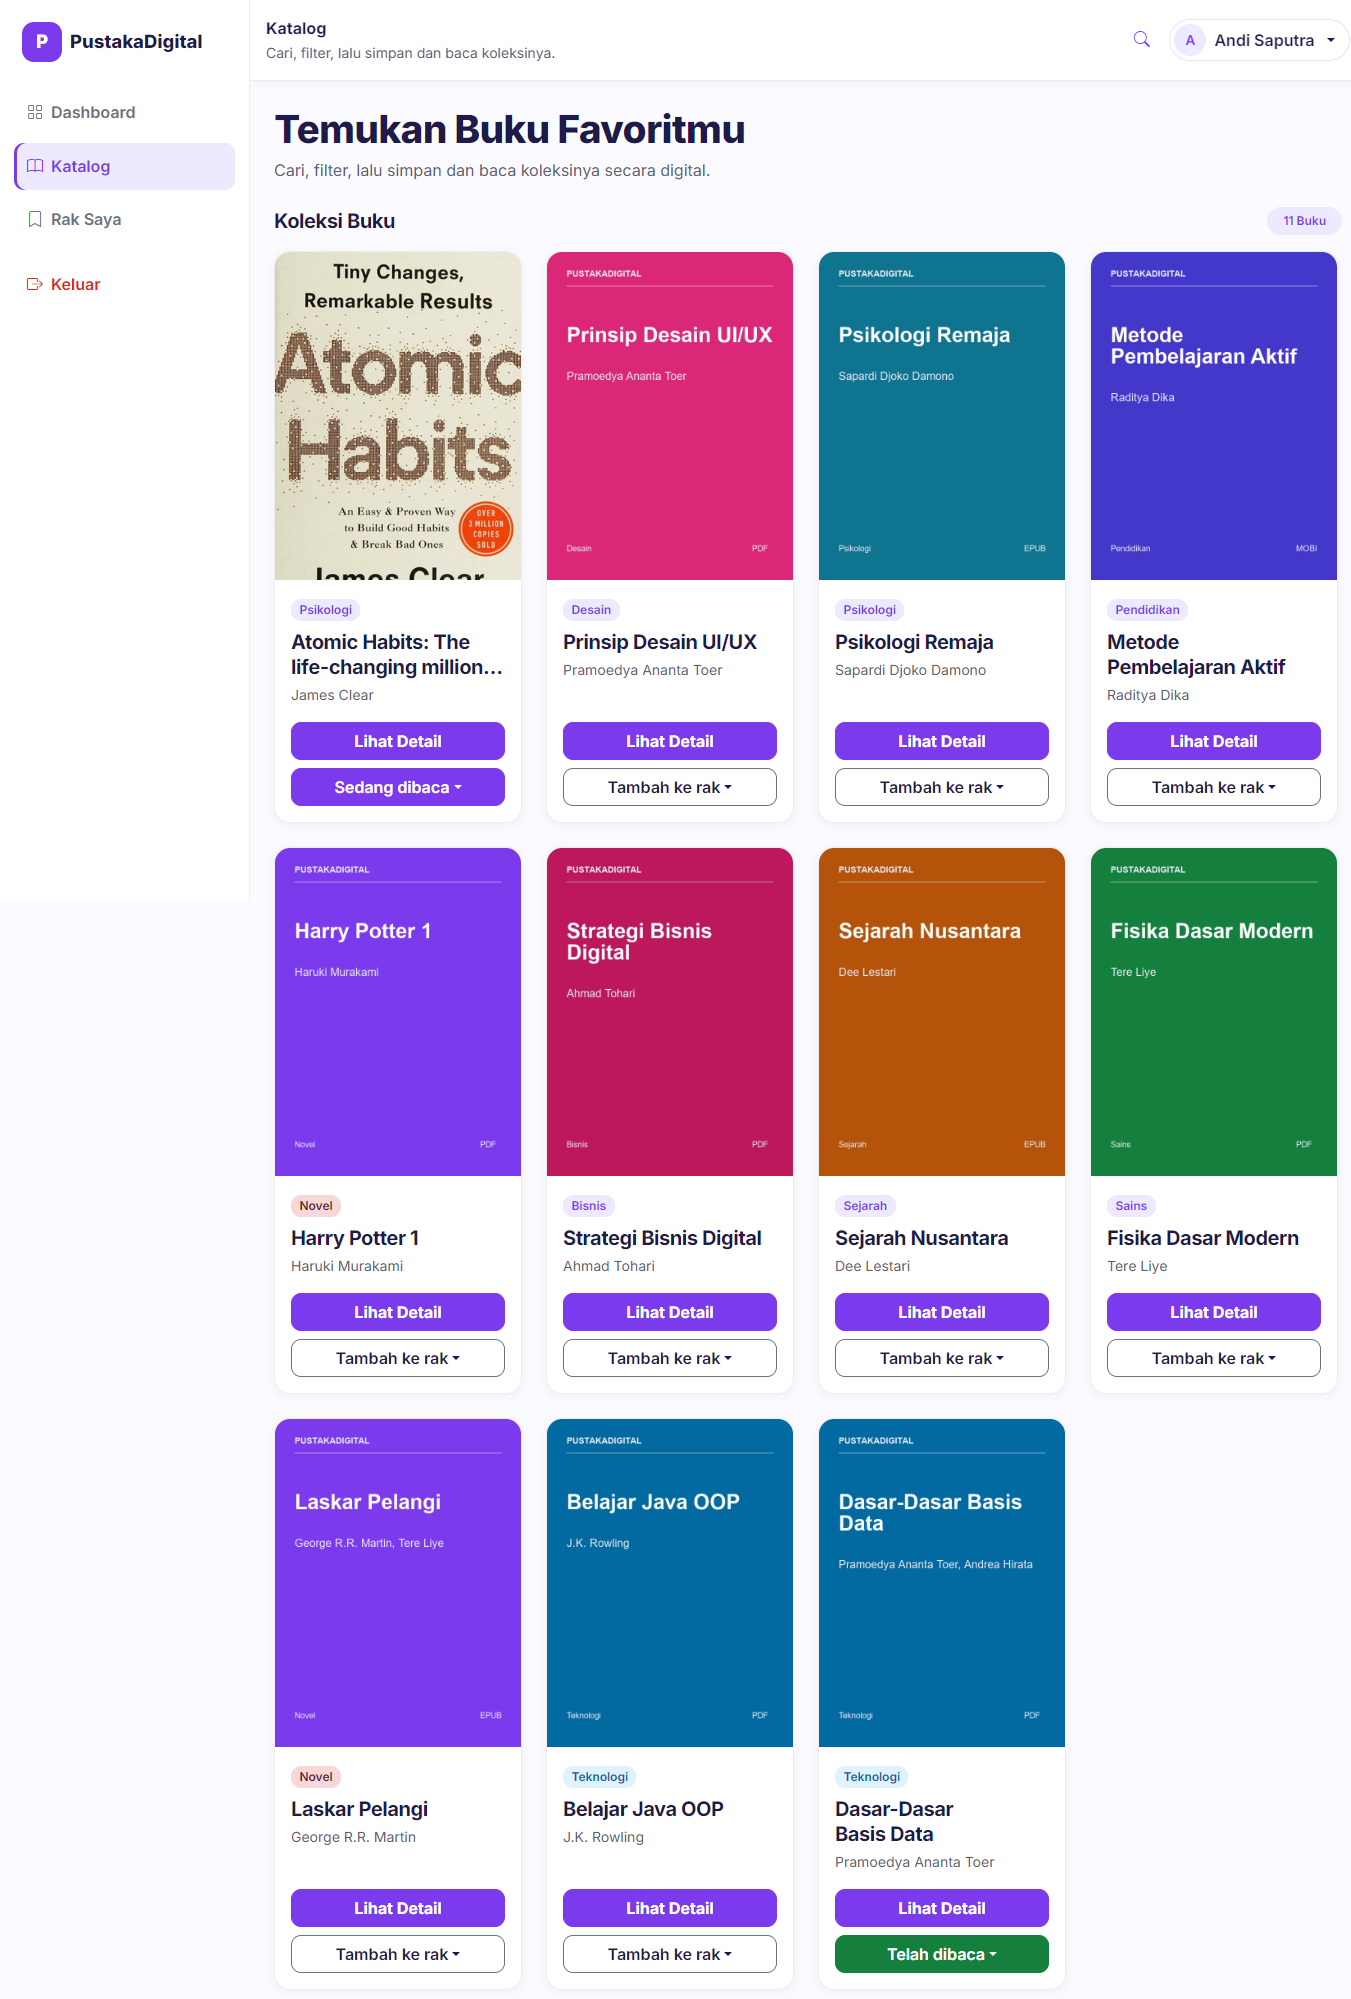 P PustakaDigital
Dashboard
Katalog
Rak Saya
Keluar
Katalog
Cari, filter, lalu simpan dan baca koleksinya.
A Andi Saputra
Temukan Buku Favoritmu
Cari, filter, lalu simpan dan baca koleksinya secara digital.
Koleksi Buku
11 Buku
Tiny Changes,
Remarkable Results
Atomic
Habits
An Easy & Proven Way
to Build Good Habits
& Break Bad Ones
OVER
3 MILLION
COPIES
SOLD
James Clear
Psikologi
Atomic Habits: The
life-changing million...
James Clear
Lihat Detail
Sedang dibaca
PUSTAKADIGITAL
Prinsip Desain UI/UX
Pramoedya Ananta Toer
Desain PDF
Desain
Prinsip Desain UI/UX
Pramoedya Ananta Toer
Lihat Detail
Tambah ke rak
PUSTAKADIGITAL
Psikologi Remaja
Sapardi Djoko Damono
Psikologi EPUB
Psikologi
Psikologi Remaja
Sapardi Djoko Damono
Lihat Detail
Tambah ke rak
PUSTAKADIGITAL
Metode
Pembelajaran Aktif
Raditya Dika
Pendidikan MOBI
Pendidikan
Metode
Pembelajaran Aktif
Raditya Dika
Lihat Detail
Tambah ke rak
PUSTAKADIGITAL
Harry Potter 1
Haruki Murakami
Novel PDF
Novel
Harry Potter 1
Haruki Murakami
Lihat Detail
Tambah ke rak
PUSTAKADIGITAL
Strategi Bisnis
Digital
Ahmad Tohari
Bisnis PDF
Bisnis
Strategi Bisnis Digital
Ahmad Tohari
Lihat Detail
Tambah ke rak
PUSTAKADIGITAL
Sejarah Nusantara
Dee Lestari
Sejarah EPUB
Sejarah
Sejarah Nusantara
Dee Lestari
Lihat Detail
Tambah ke rak
PUSTAKADIGITAL
Fisika Dasar Modern
Tere Liye
Sains PDF
Sains
Fisika Dasar Modern
Tere Liye
Lihat Detail
Tambah ke rak
PUSTAKADIGITAL
Laskar Pelangi
George R.R. Martin, Tere Liye
Novel EPUB
Novel
Laskar Pelangi
George R.R. Martin
Lihat Detail
Tambah ke rak
PUSTAKADIGITAL
Belajar Java OOP
J.K. Rowling
Teknologi PDF
Teknologi
Belajar Java OOP
J.K. Rowling
Lihat Detail
Tambah ke rak
PUSTAKADIGITAL
Dasar-Dasar Basis
Data
Pramoedya Ananta Toer, Andrea Hirata
Teknologi PDF
Teknologi
Dasar-Dasar
Basis Data
Pramoedya Ananta Toer
Lihat Detail
Telah dibaca